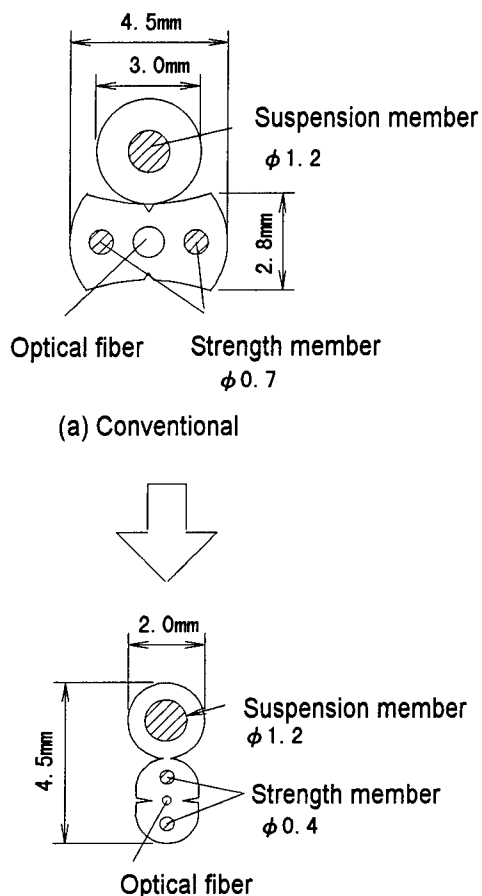 4.5mm
3.0mm
Suspension member
φ1.2
2.8mm
Optical fiber
Strength member
φ0.7
(a) Conventional
2.0mm
Suspension member
φ1.2
4.5mm
Strength member
φ0.4
Optical fiber